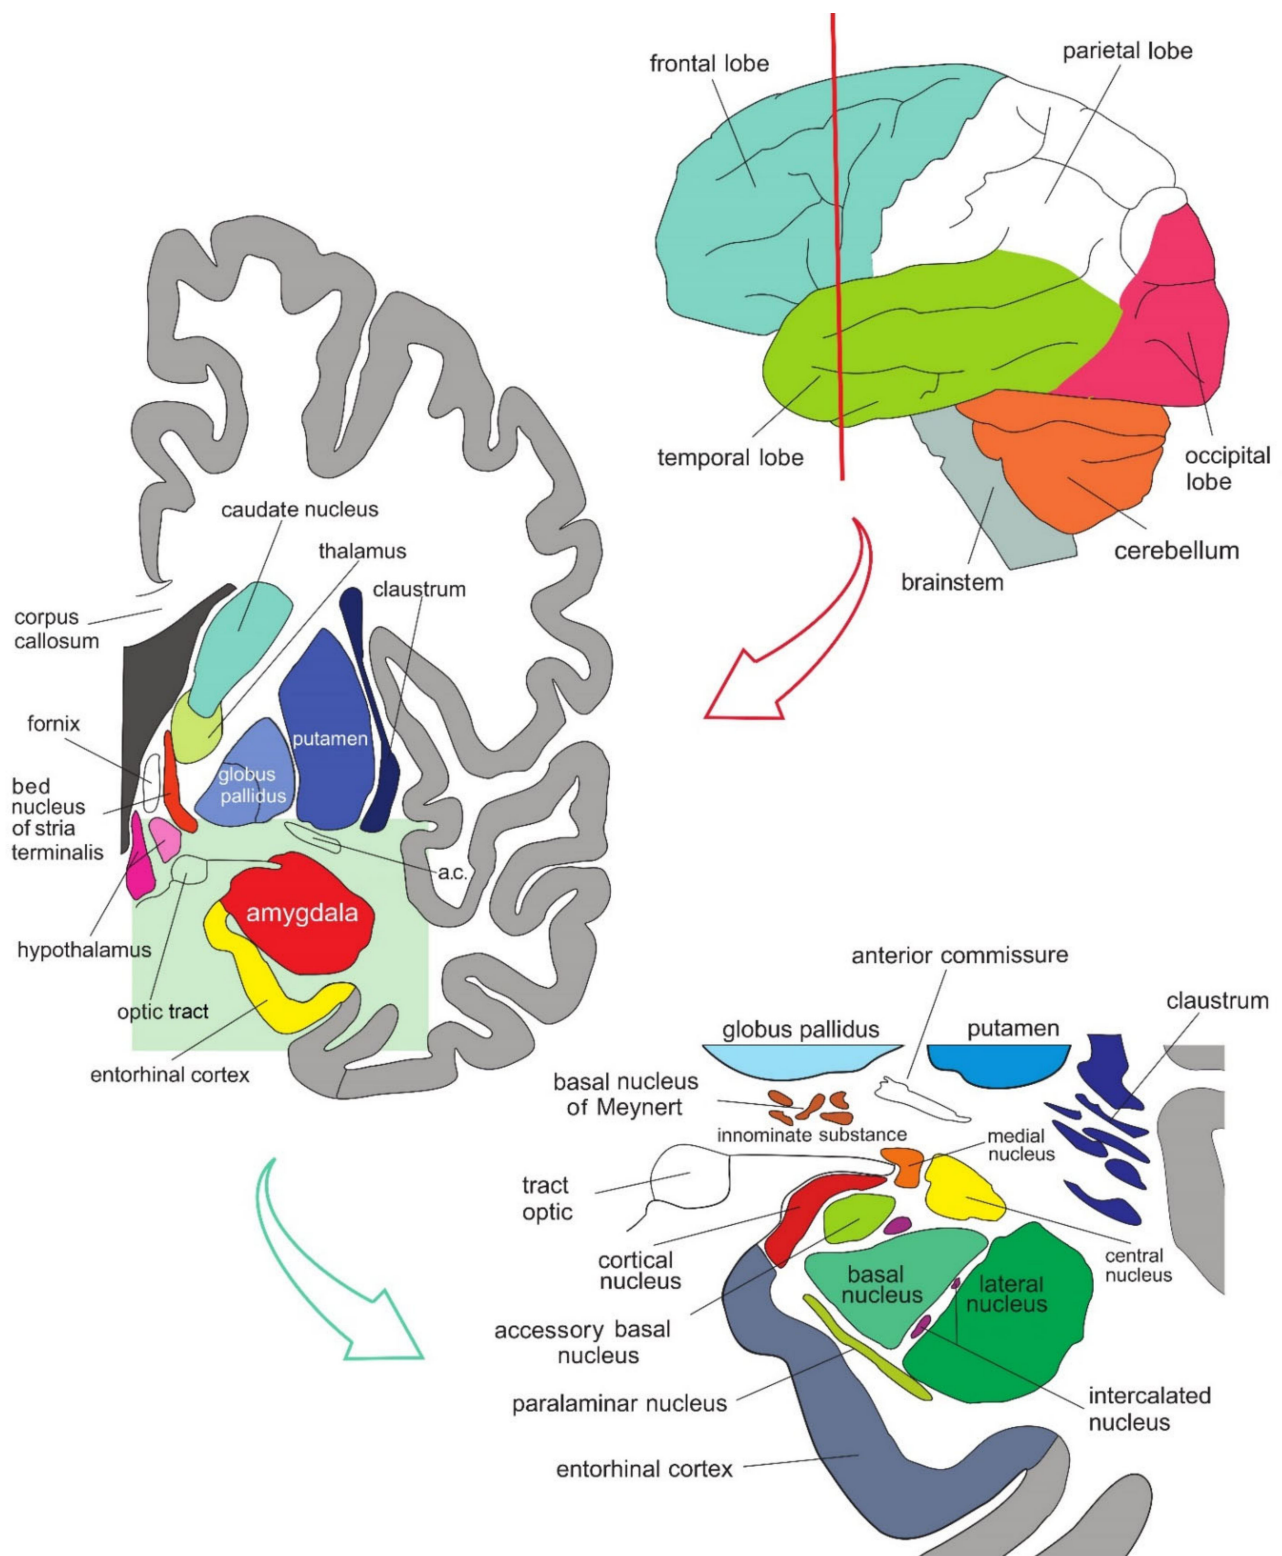 frontal lobe
parietal lobe
temporal lobe
occipital
lobe
cerebellum
brainstem
caudate nucleus
thalamus
claustrum
corpus
callosum
fornix
putamen
globus
pallidus
bed
nucleus
of stria
terminalis
a.c.
amygdala
hypothalamus
optic tract
entorhinal cortex
anterior commissure
claustrum
globus pallidus
putamen
basal nucleus
of Meynert
innominate substance
medial
nucleus
tract
optic
cortical
nucleus
central
nucleus
basal
nucleus
lateral
nucleus
accessory basal
nucleus
paralaminar nucleus
intercalated
nucleus
entorhinal cortex